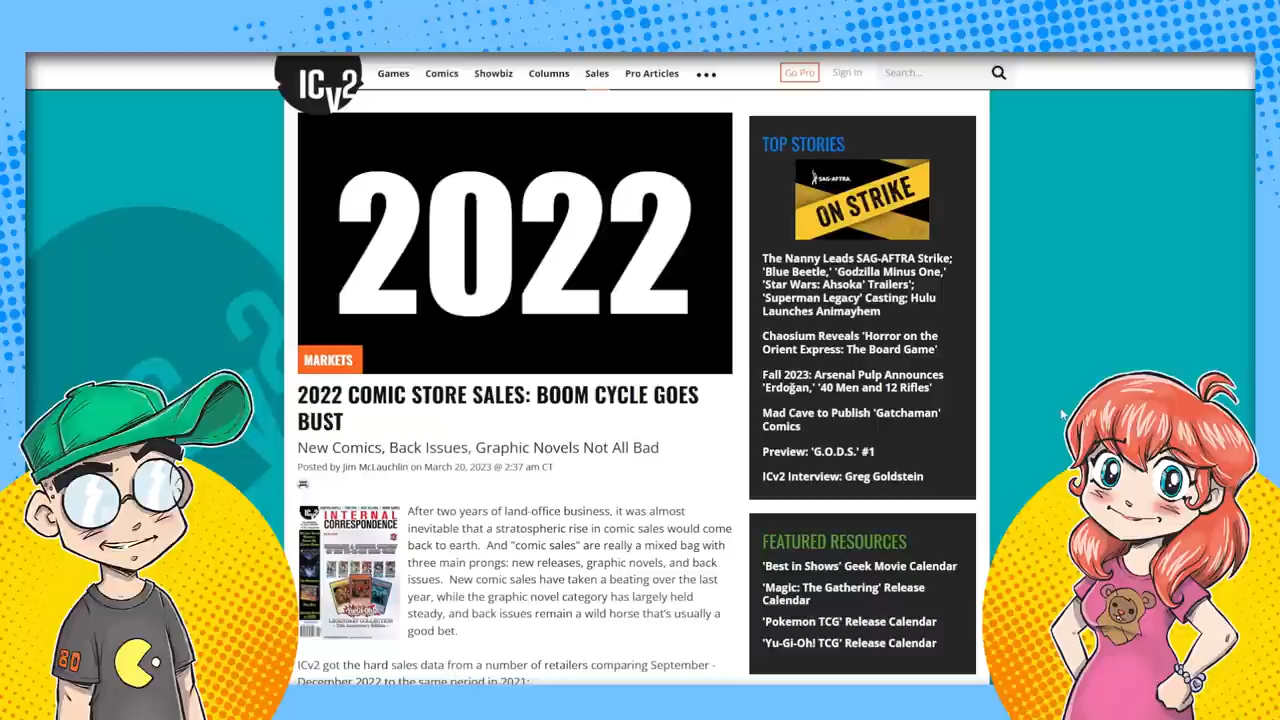 ICv2
Games Comics Showbiz Columns Sales Pro Articles •••
Go Pro Sign In Search...
2022
MARKETS
2022 COMIC STORE SALES: BOOM CYCLE GOES
BUST
New Comics, Back Issues, Graphic Novels Not All Bad
Posted by Jim McLauchlin on March 20, 2023 @ 2:37 am CT
INTERNAL
CORRESPONDENCE
After two years of land-office business, it was almost
inevitable that a stratospheric rise in comic sales would come
back to earth. And "comic sales" are really a mixed bag with
three main prongs: new releases, graphic novels, and back
issues. New comic sales have taken a beating over the last
year, while the graphic novel category has largely held
steady, and back issues remain a wild horse that's usually a
good bet.
ICv2 got the hard sales data from a number of retailers comparing September -
December 2022 to the same period in 2021:
TOP STORIES
SAG-AFTRA
ON STRIKE
The Nanny Leads SAG-AFTRA Strike;
'Blue Beetle,' 'Godzilla Minus One,'
'Star Wars: Ahsoka' Trailers';
'Superman Legacy' Casting; Hulu
Launches Animayhem
Chaosium Reveals 'Horror on the
Orient Express: The Board Game'
Fall 2023: Arsenal Pulp Announces
'Erdoğan,' '40 Men and 12 Rifles'
Mad Cave to Publish 'Gatchaman'
Comics
Preview: 'G.O.D.S.' #1
ICv2 Interview: Greg Goldstein
FEATURED RESOURCES
'Best in Shows' Geek Movie Calendar
'Magic: The Gathering' Release
Calendar
'Pokemon TCG' Release Calendar
'Yu-Gi-Oh! TCG' Release Calendar
80